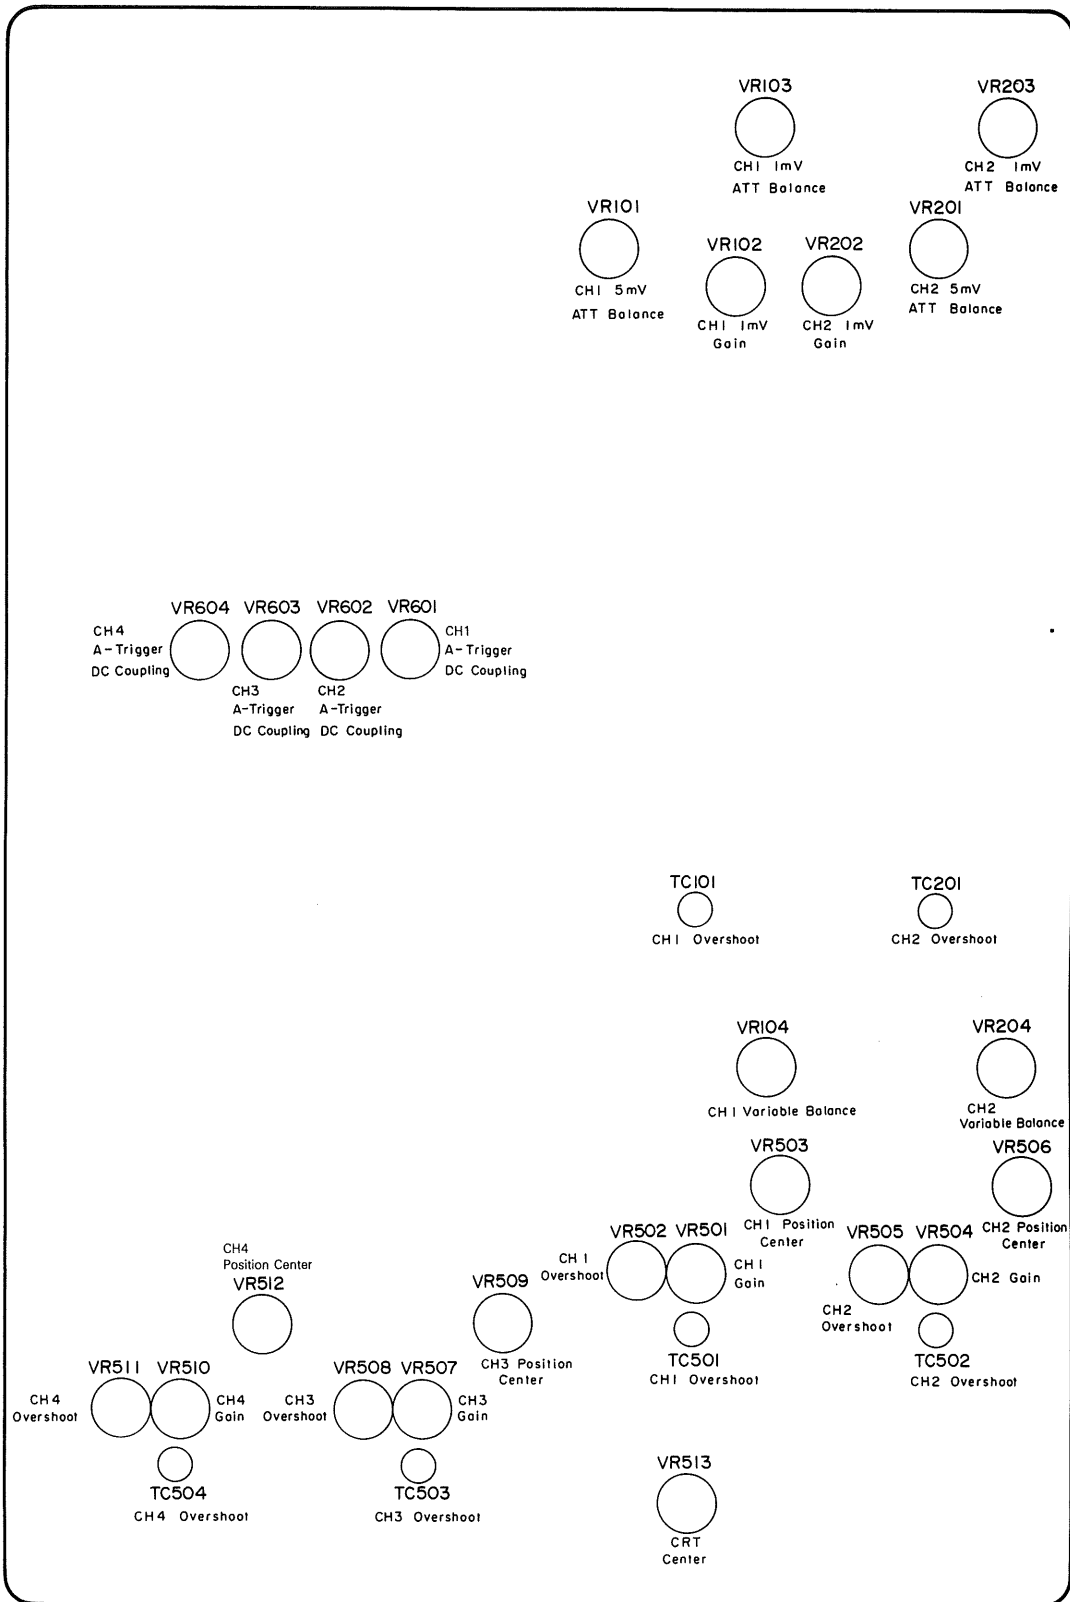 VR103
CH1 1mV
ATT Balance
VR203
CH2 1mV
ATT Balance
VR101
CH1 5mV
ATT Balance
VR102
CH1 1mV
Gain
VR202
CH2 1mV
Gain
VR201
CH2 5mV
ATT Balance
VR604
CH4
A-Trigger
DC Coupling
VR603
CH3
A-Trigger
DC Coupling
VR602
CH2
A-Trigger
DC Coupling
VR601
CH1
A-Trigger
DC Coupling
TC101
CH1 Overshoot
TC201
CH2 Overshoot
VR104
CH1 Variable Balance
VR204
CH2
Variable Balance
VR503
CH1 Position
Center
VR506
CH2 Position
Center
VR502
CH1
Overshoot
VR501
CH1
Gain
VR505
CH2
Overshoot
VR504
CH2 Gain
TC501
CH1 Overshoot
TC502
CH2 Overshoot
CH4
Position Center
VR512
VR509
CH3 Position
Center
VR511
CH4
Overshoot
VR510
CH4
Gain
VR508
CH3
Overshoot
VR507
CH3
Gain
TC504
CH4 Overshoot
TC503
CH3 Overshoot
VR513
CRT
Center